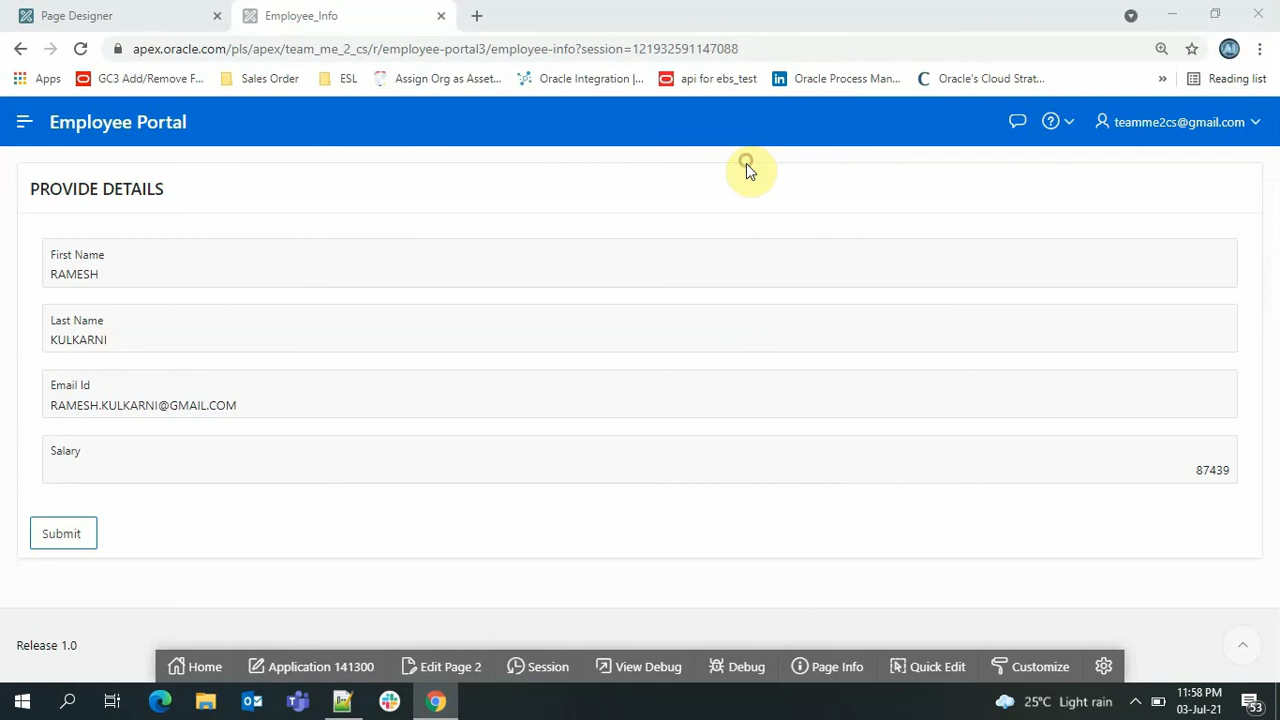 Page Designer
Employee_Info
apex.oracle.com/pls/apex/team_me_2_cs/r/employee-portal3/employee-info?session=121932591147088
Apps GC3 Add/Remove F... Sales Order ESL Assign Org as Asset... Oracle Integration |... api for ebs_test Oracle Process Man... Oracle's Cloud Strat... » Reading list
Employee Portal
teamme2cs@gmail.com
PROVIDE DETAILS
First Name
RAMESH
Last Name
KULKARNI
Email Id
RAMESH.KULKARNI@GMAIL.COM
Salary
87439
Submit
Release 1.0
Home Application 141300 Edit Page 2 Session View Debug Debug Page Info Quick Edit Customize
25°C Light rain
11:58 PM
03-Jul-21
53